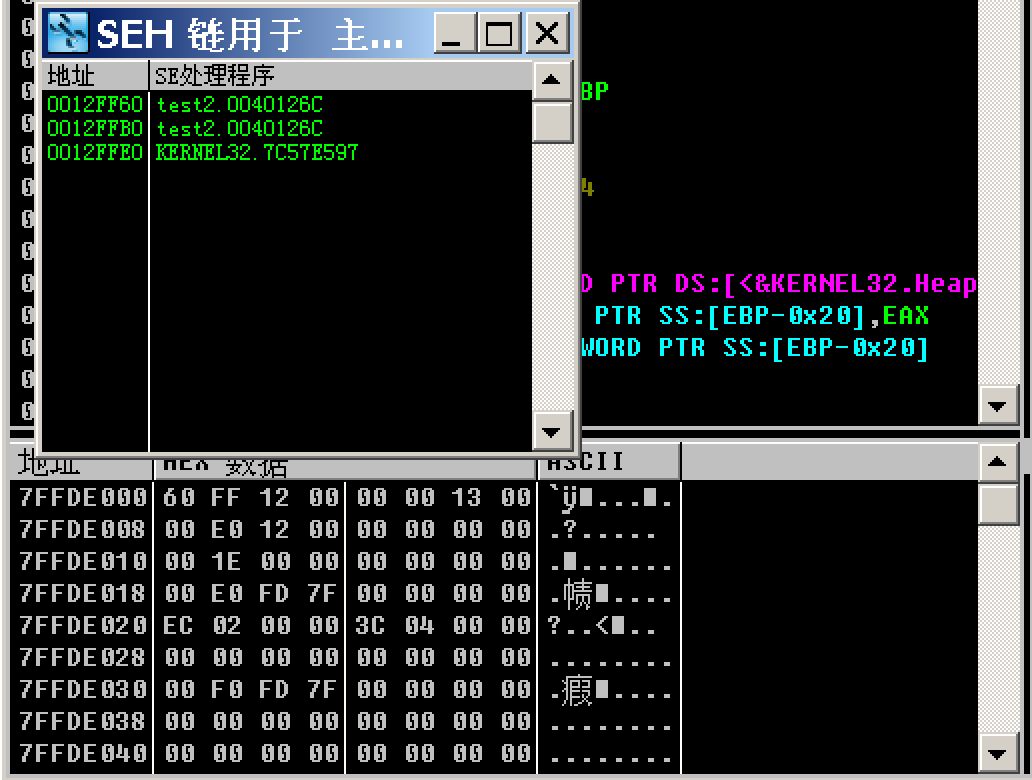 SEH 链用于 主...
地址 SE处理程序
0012FF60 test2.0040126C
0012FFB0 test2.0040126C
0012FFE0 KERNEL32.7C57E597
BP
4
D PTR DS:[<&KERNEL32.Heap
PTR SS:[EBP-0x20],EAX
WORD PTR SS:[EBP-0x20]
地址 HEX 数据 ASCII
7FFDE000 60 FF 12 00 00 00 13 00 `ÿ■...■.
7FFDE008 00 E0 12 00 00 00 00 00 .?.....
7FFDE010 00 1E 00 00 00 00 00 00 .■......
7FFDE018 00 E0 FD 7F 00 00 00 00 .帻■....
7FFDE020 EC 02 00 00 3C 04 00 00 ?..<■..
7FFDE028 00 00 00 00 00 00 00 00 ........
7FFDE030 00 F0 FD 7F 00 00 00 00 .瘕■....
7FFDE038 00 00 00 00 00 00 00 00 ........
7FFDE040 00 00 00 00 00 00 00 00 ........